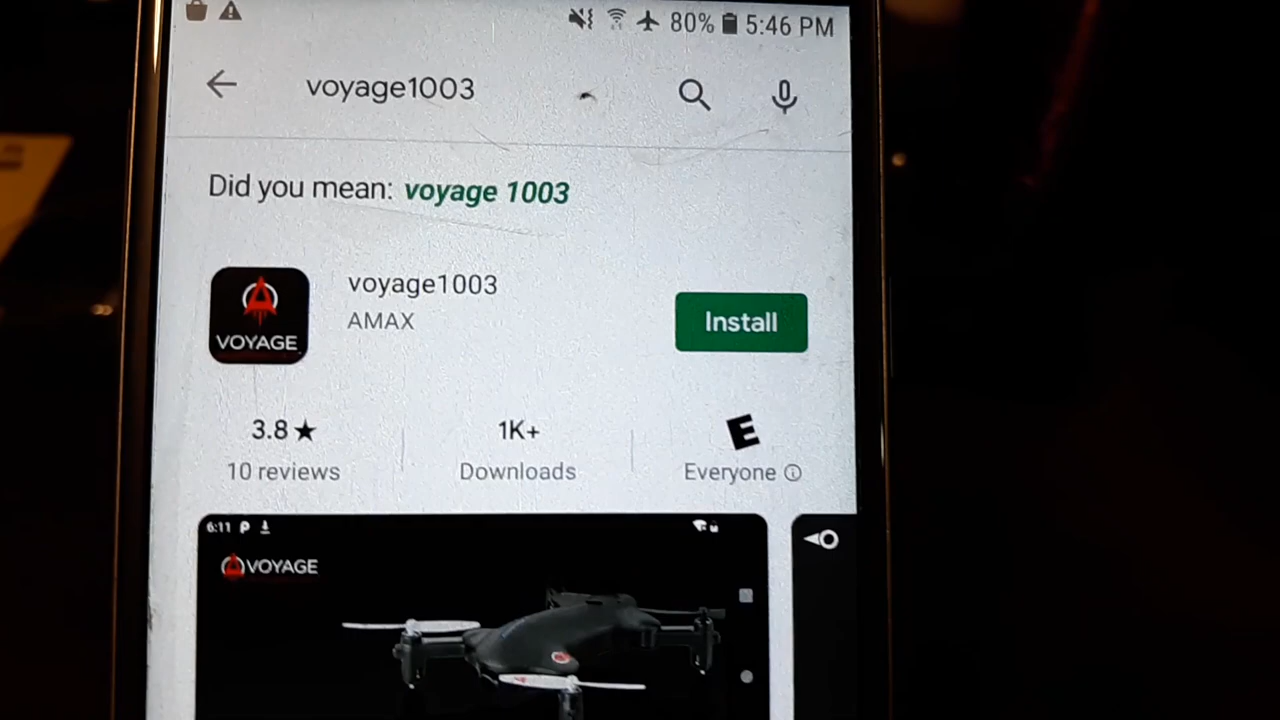 80% 5:46 PM
voyage1003
Did you mean: voyage 1003
voyage1003
AMAX
Install
VOYAGE
3.8★
1K+
E
10 reviews
Downloads
Everyone
6:11
VOYAGE